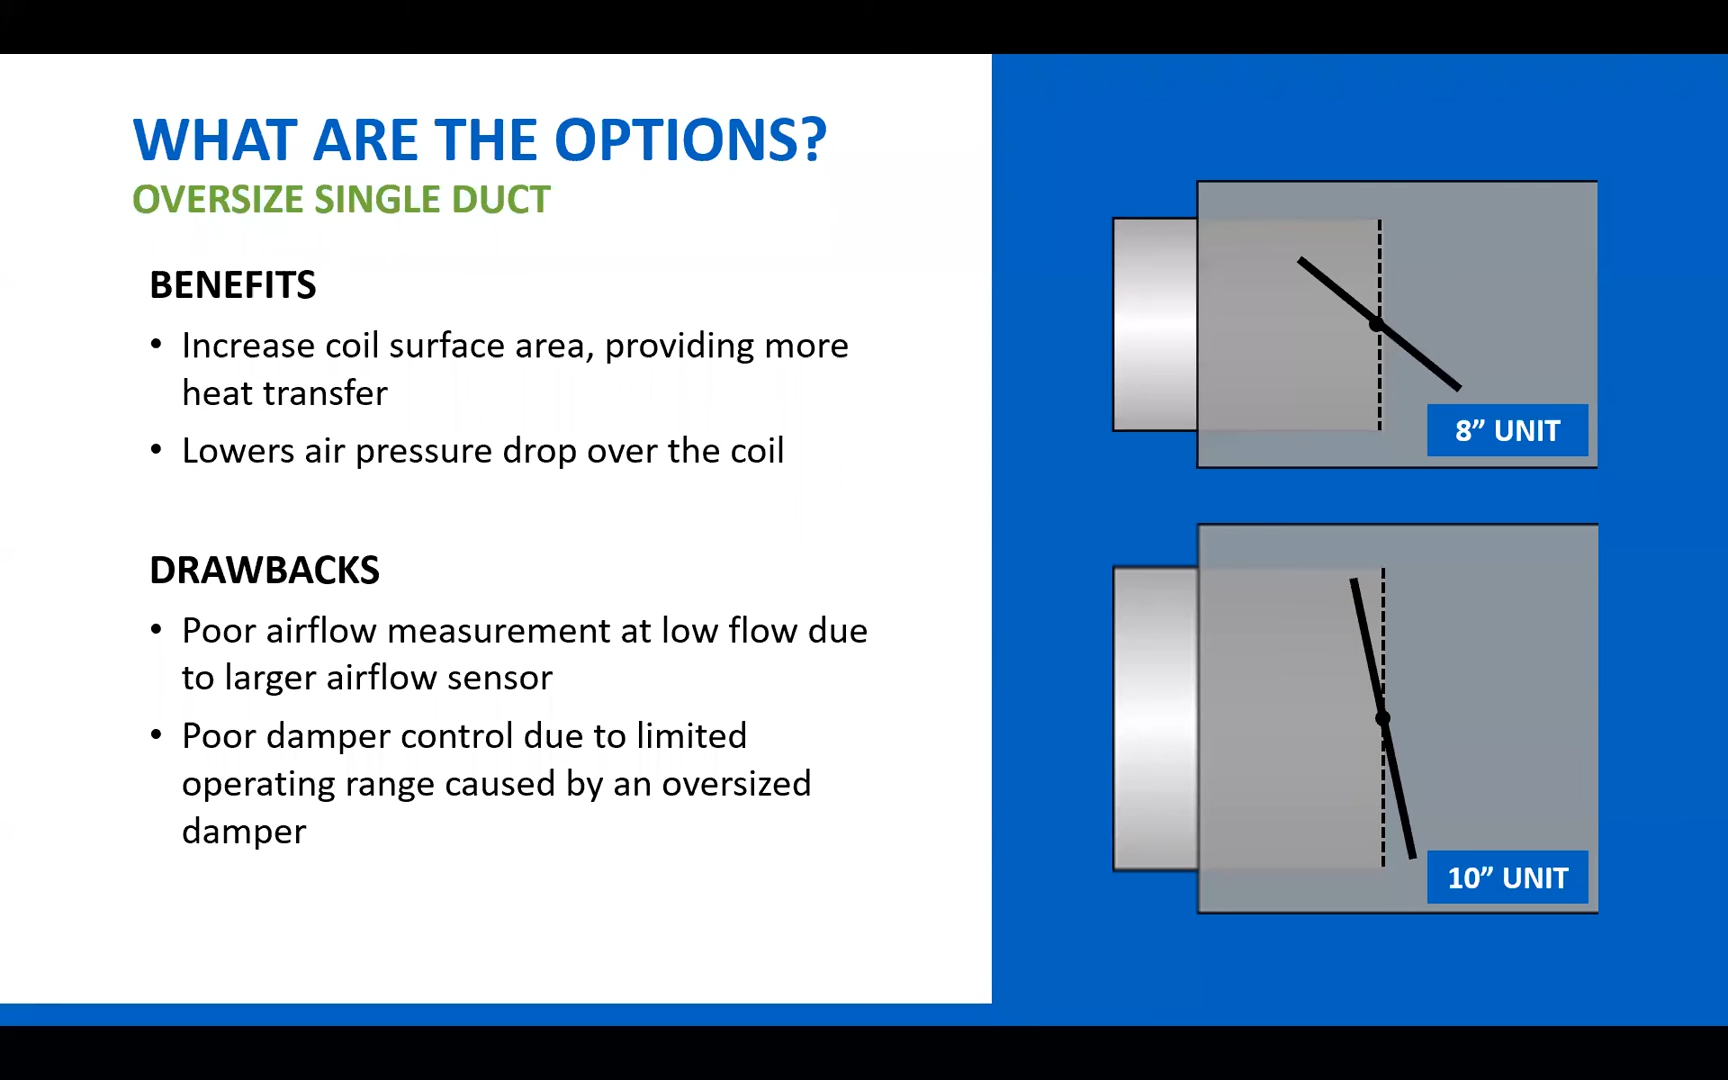 WHAT ARE THE OPTIONS?
OVERSIZE SINGLE DUCT
BENEFITS
• Increase coil surface area, providing more
heat transfer
• Lowers air pressure drop over the coil
DRAWBACKS
• Poor airflow measurement at low flow due
to larger airflow sensor
• Poor damper control due to limited
operating range caused by an oversized
damper
8” UNIT
10” UNIT